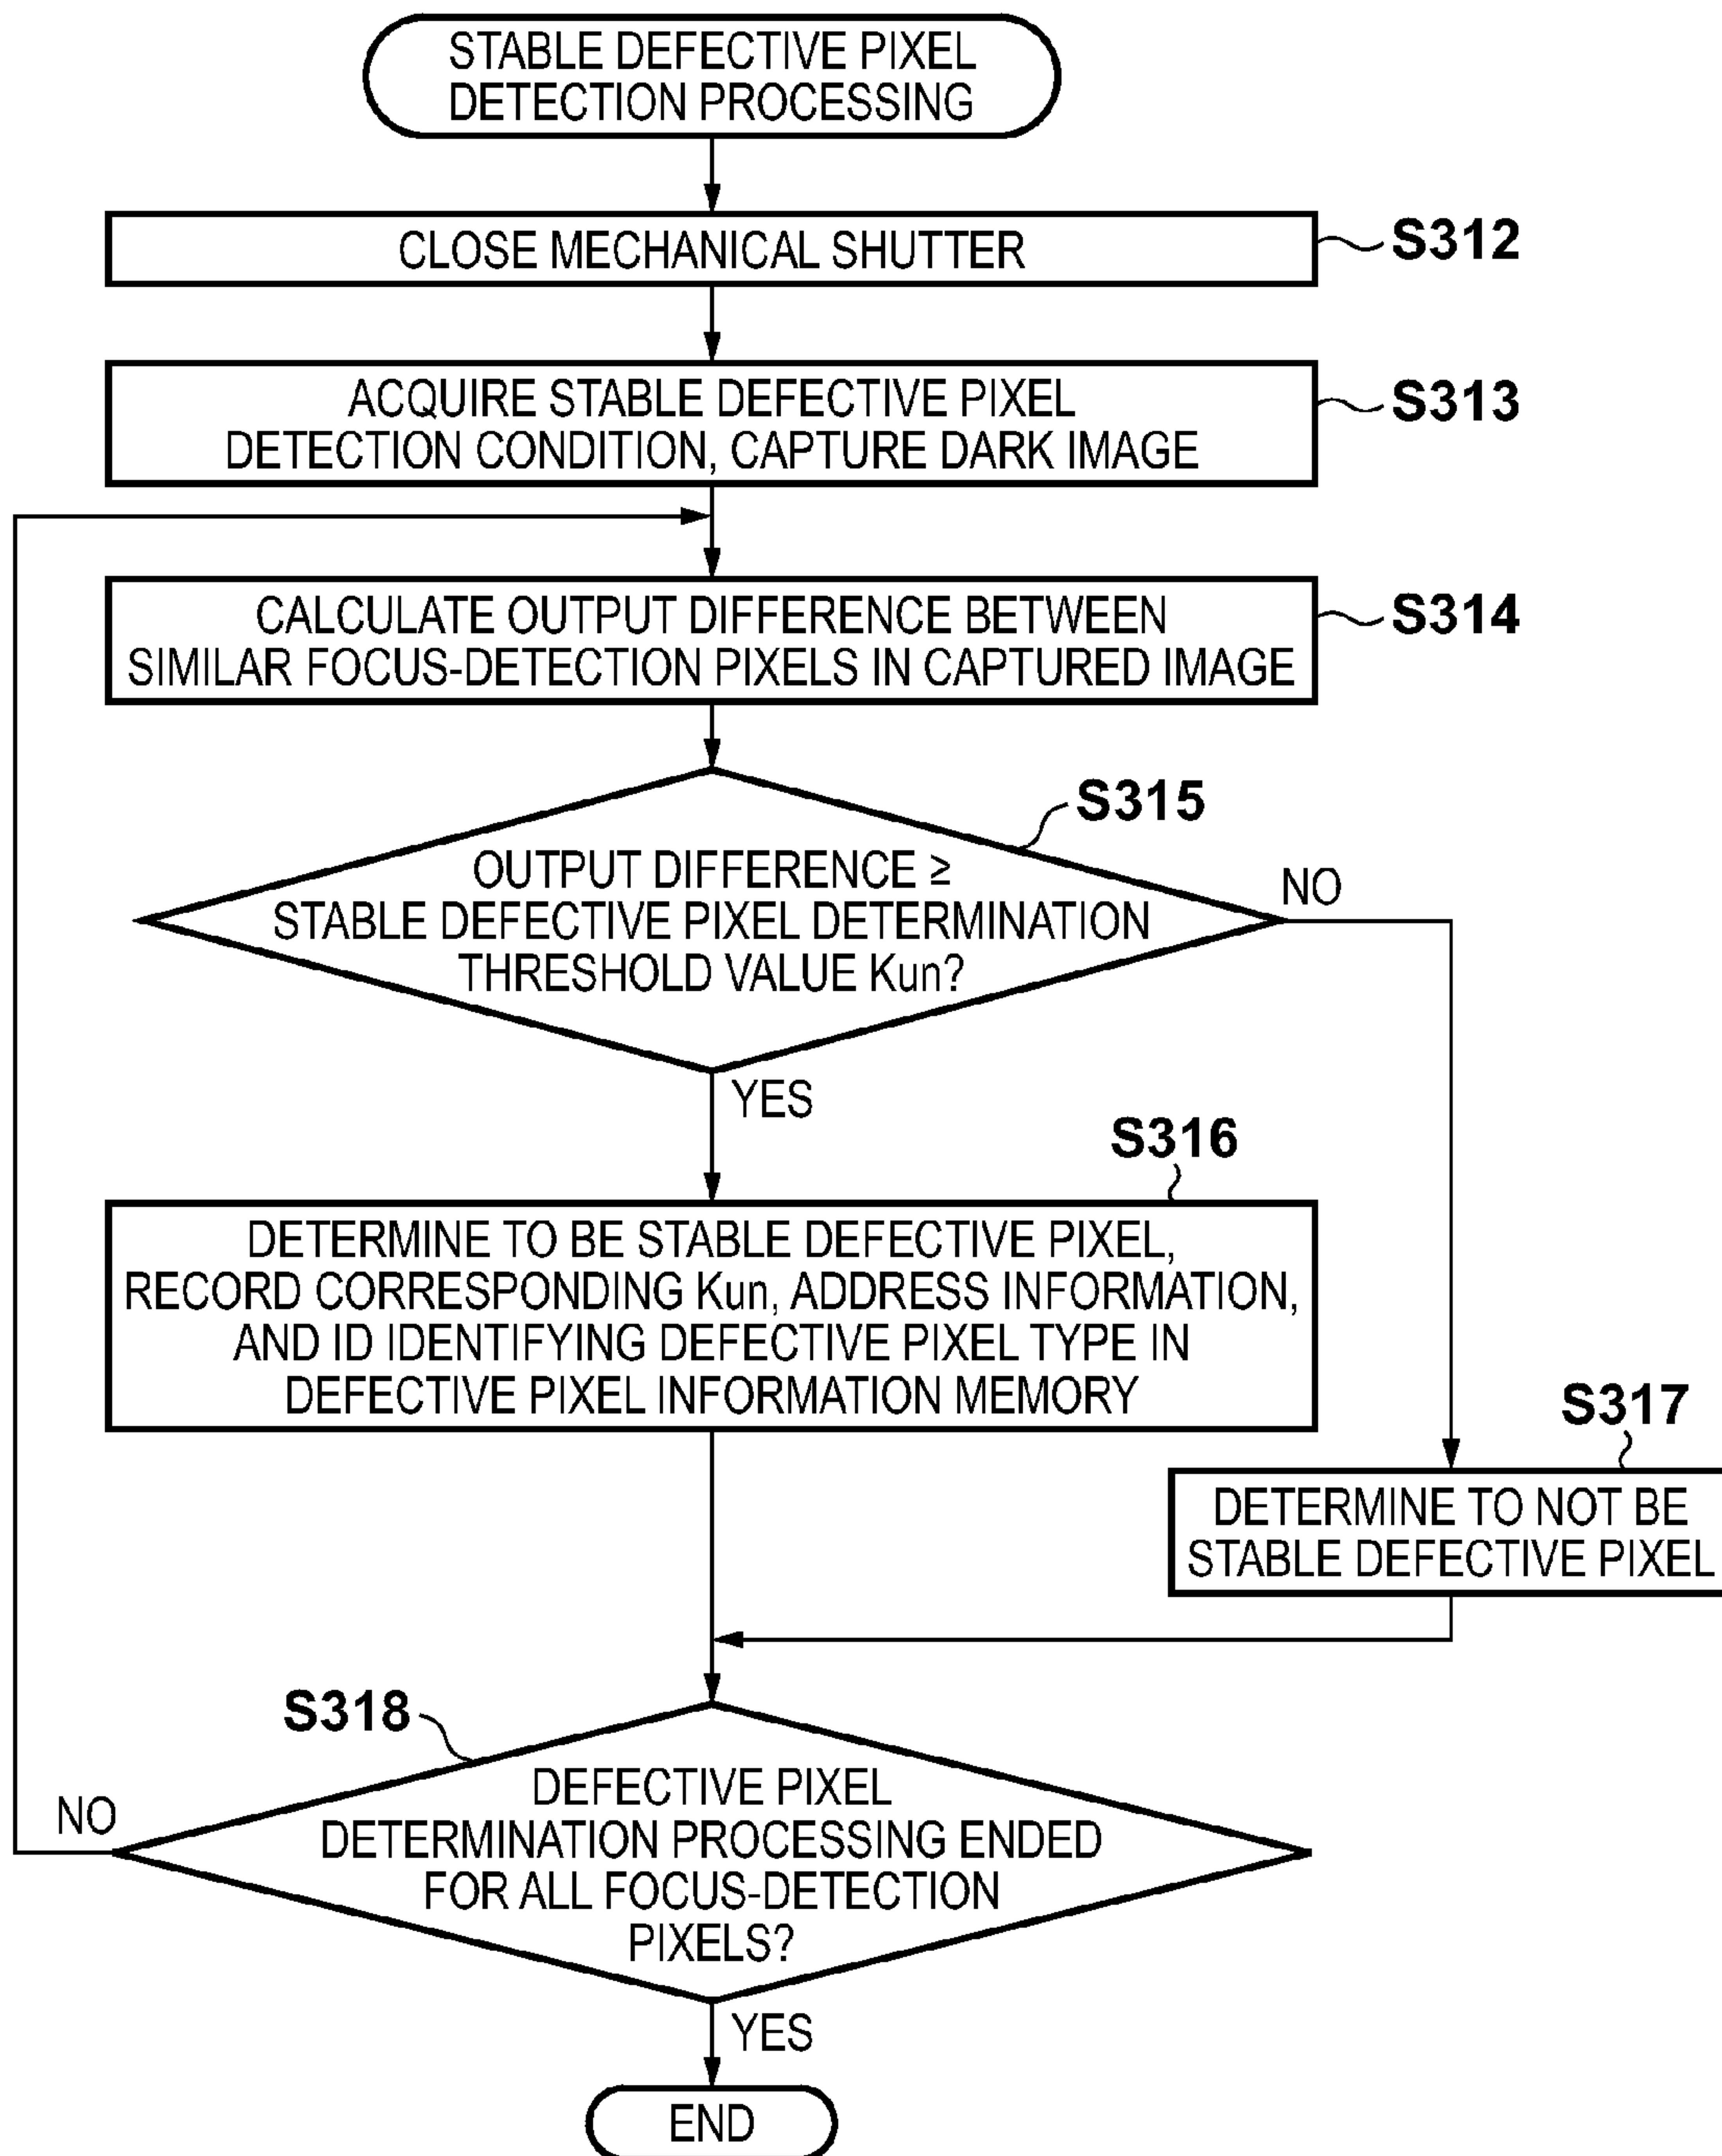 STABLE DEFECTIVE PIXEL
DETECTION PROCESSING
CLOSE MECHANICAL SHUTTER
S312
ACQUIRE STABLE DEFECTIVE PIXEL
DETECTION CONDITION, CAPTURE DARK IMAGE
S313
CALCULATE OUTPUT DIFFERENCE BETWEEN
SIMILAR FOCUS-DETECTION PIXELS IN CAPTURED IMAGE
S314
S315
OUTPUT DIFFERENCE ≥
STABLE DEFECTIVE PIXEL DETERMINATION
THRESHOLD VALUE Kun?
NO
YES
S316
DETERMINE TO BE STABLE DEFECTIVE PIXEL,
RECORD CORRESPONDING Kun, ADDRESS INFORMATION,
AND ID IDENTIFYING DEFECTIVE PIXEL TYPE IN
DEFECTIVE PIXEL INFORMATION MEMORY
S317
DETERMINE TO NOT BE
STABLE DEFECTIVE PIXEL
S318
DEFECTIVE PIXEL
DETERMINATION PROCESSING ENDED
FOR ALL FOCUS-DETECTION
PIXELS?
NO
YES
END